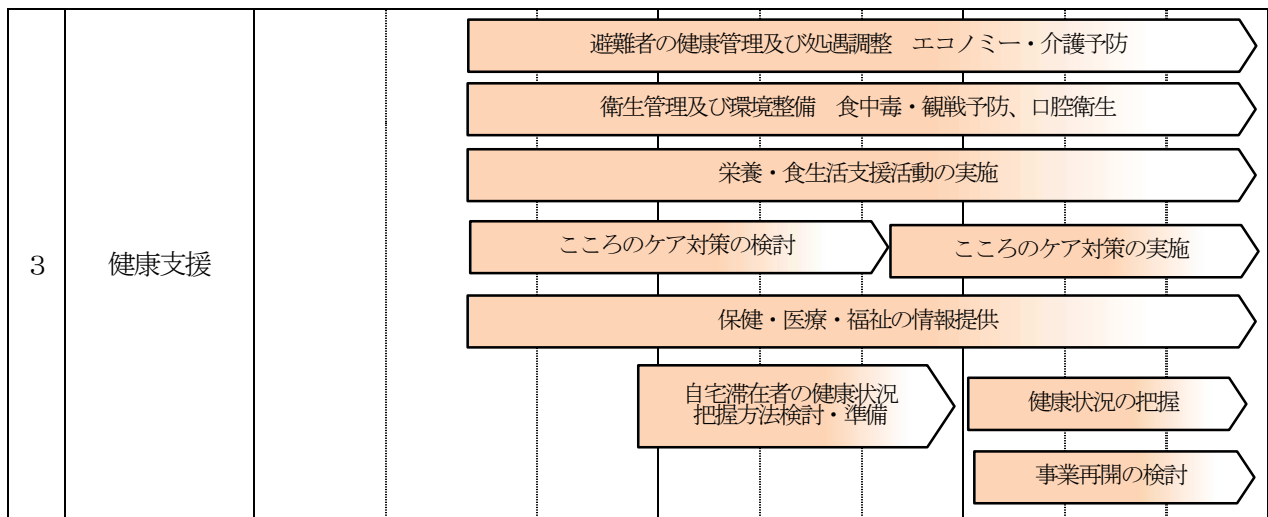 避難者の健康管理及び処遇調整　エコノミー・介護予防
衛生管理及び環境整備　食中毒・観戦予防、口腔衛生
栄養・食生活支援活動の実施
こころのケア対策の検討
こころのケア対策の実施
3
健康支援
保健・医療・福祉の情報提供
自宅滞在者の健康状況
把握方法検討・準備
健康状況の把握
事業再開の検討